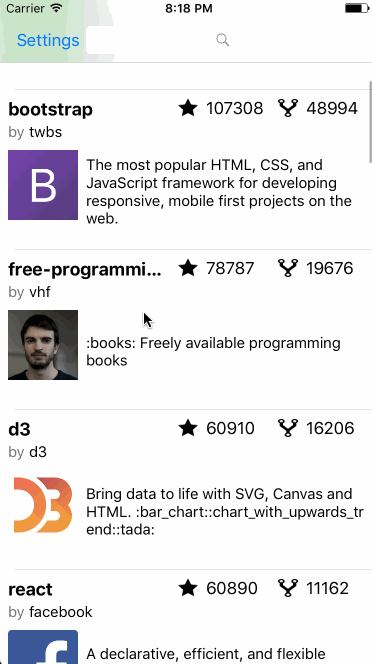 Carrier 8:18 PM
Settings
bootstrap 107308 48994
by twbs
B
The most popular HTML, CSS, and
JavaScript framework for developing
responsive, mobile first projects on the
web.
free-programmi... 78787 19676
by vhf
:books: Freely available programming
books
d3 60910 16206
by d3
D3
Bring data to life with SVG, Canvas and
HTML. :bar_chart::chart_with_upwards_tr
end::tada:
react 60890 11162
by facebook
f
A declarative, efficient, and flexible